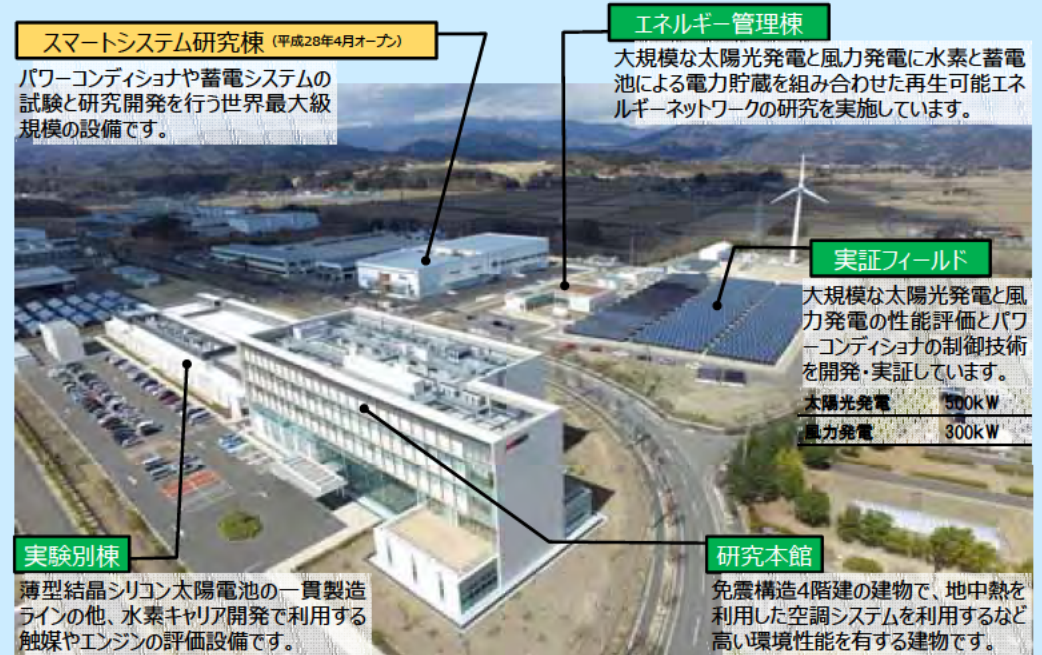 スマートシステム研究棟 (平成28年4月オープン)
パワーコンディショナや蓄電システムの
試験と研究開発を行う世界最大級
規模の設備です。
エネルギー管理棟
大規模な太陽光発電と風力発電に水素と蓄電
池による電力貯蔵を組み合わせた再生可能エネ
ルギーネットワークの研究を実施しています。
実証フィールド
大規模な太陽光発電と風
力発電の性能評価とパワ
ーコンディショナの制御技術
を開発・実証しています。
太陽光発電 500kW
風力発電 300kW
実験別棟
薄型結晶シリコン太陽電池の一貫製造
ラインの他、水素キャリア開発で利用する
触媒やエンジンの評価設備です。
研究本館
免震構造4階建の建物で、地中熱を
利用した空調システムを利用するなど
高い環境性能を有する建物です。